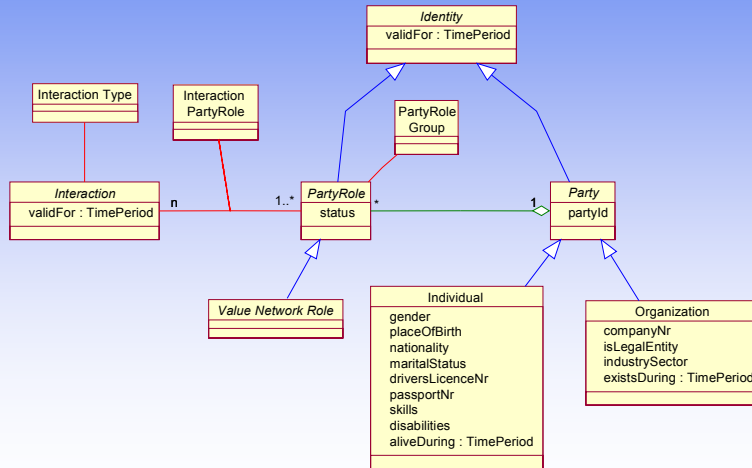 Identity
validFor : TimePeriod
Interaction Type
Interaction
PartyRole
PartyRole
Group
Interaction
validFor : TimePeriod
n
1..*
PartyRole
status
*
1
Party
partyId
Value Network Role
Individual
gender
placeOfBirth
nationality
maritalStatus
driversLicenceNr
passportNr
skills
disabilities
aliveDuring : TimePeriod
Organization
companyNr
isLegalEntity
industrySector
existsDuring : TimePeriod